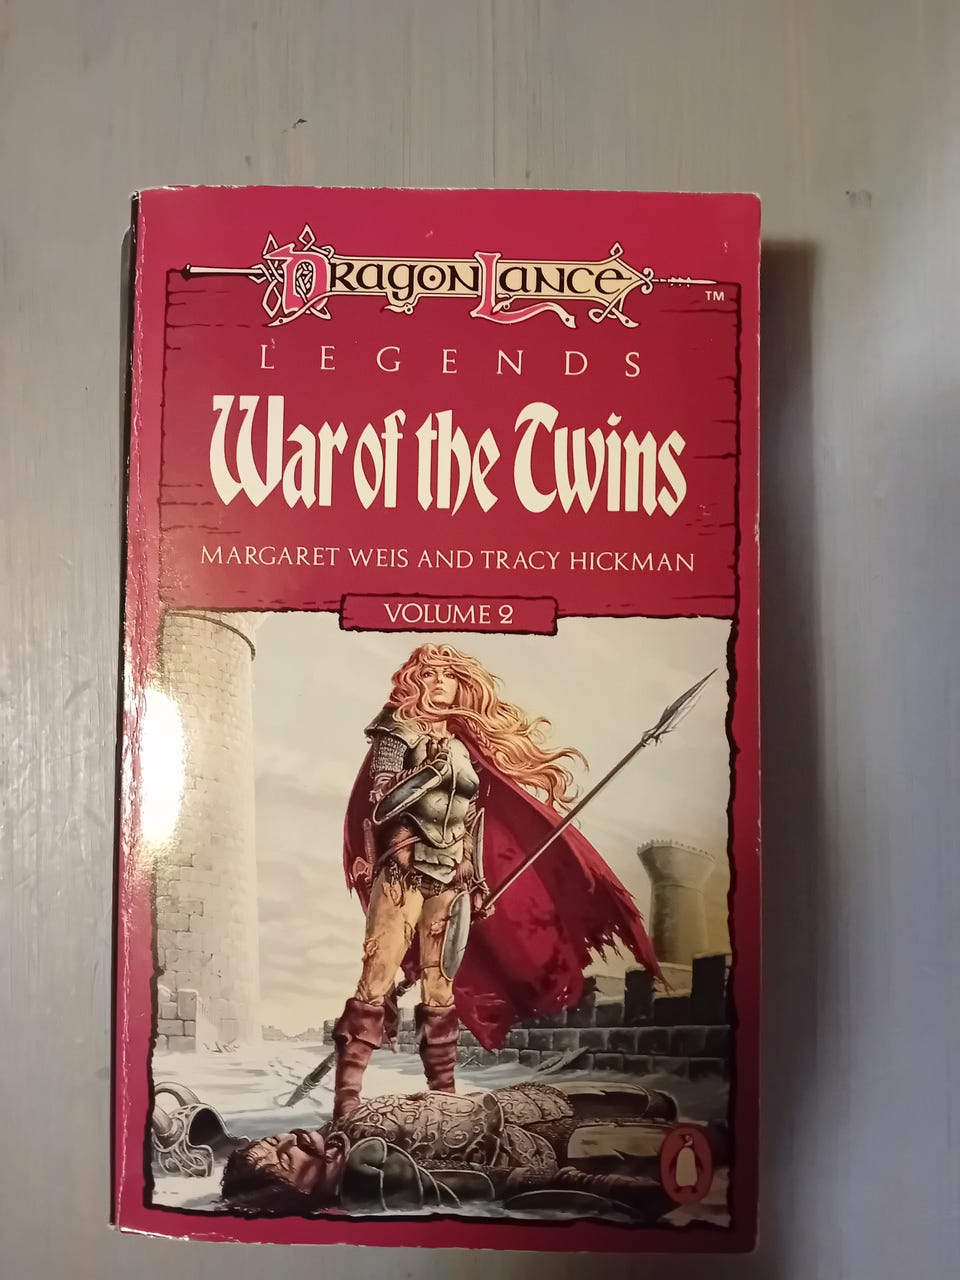 DRAGONLANCE
TM
LEGENDS
War of the Twins
MARGARET WEIS AND TRACY HICKMAN
VOLUME 2